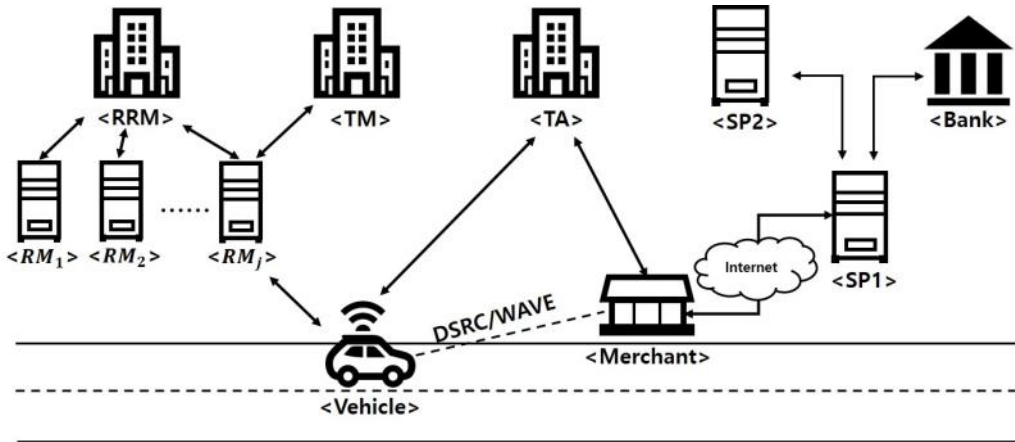 <RRM>
<TM>
<TA>
<SP2>
<Bank>
<RM₁>
<RM₂>
......
<RMⱼ>
Internet
<SP1>
DSRC/WAVE
<Merchant>
<Vehicle>